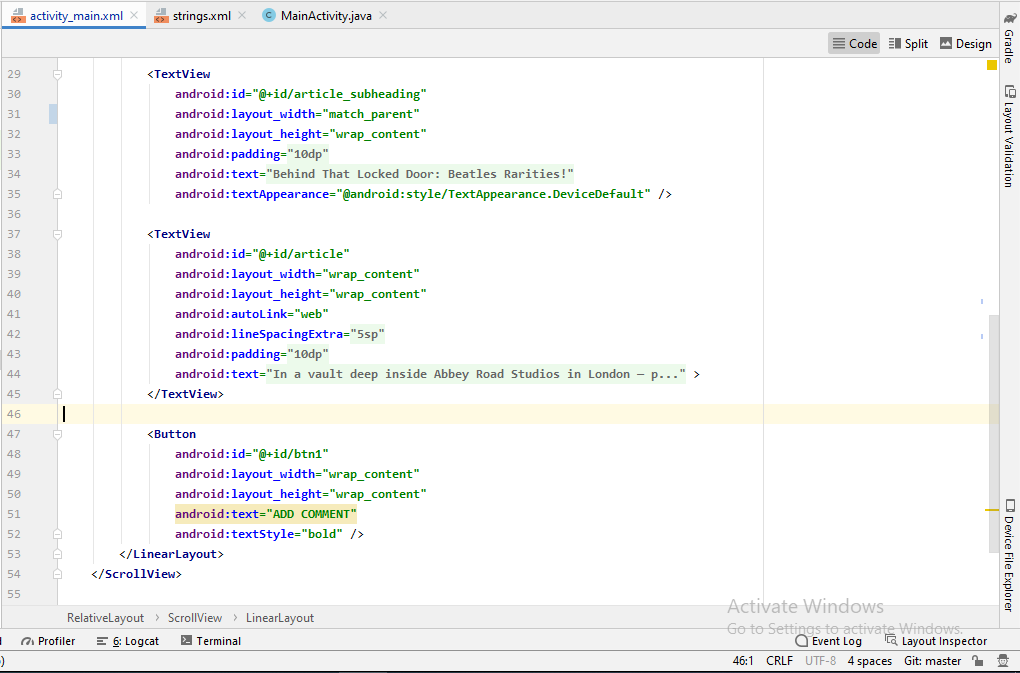 activity_main.xml strings.xml MainActivity.java
Gradle
Code Split Design
29 <TextView
30 android:id="@+id/article_subheading"
31 android:layout_width="match_parent"
32 android:layout_height="wrap_content"
33 android:padding="10dp"
34 android:text="Behind That Locked Door: Beatles Rarities!"
35 android:textAppearance="@android:style/TextAppearance.DeviceDefault" />
36
37 <TextView
38 android:id="@+id/article"
39 android:layout_width="wrap_content"
40 android:layout_height="wrap_content"
41 android:autoLink="web"
42 android:lineSpacingExtra="5sp"
43 android:padding="10dp"
44 android:text="In a vault deep inside Abbey Road Studios in London — p..." >
45 </TextView>
46
47 <Button
48 android:id="@+id/btn1"
49 android:layout_width="wrap_content"
50 android:layout_height="wrap_content"
51 android:text="ADD COMMENT"
52 android:textStyle="bold" />
53 </LinearLayout>
54 </ScrollView>
55
Layout Validation
Device File Explorer
RelativeLayout > ScrollView > LinearLayout
Activate Windows
Go to Settings to activate Windows.
Profiler 6: Logcat Terminal Event Log Layout Inspector
46:1 CRLF UTF-8 4 spaces Git: master